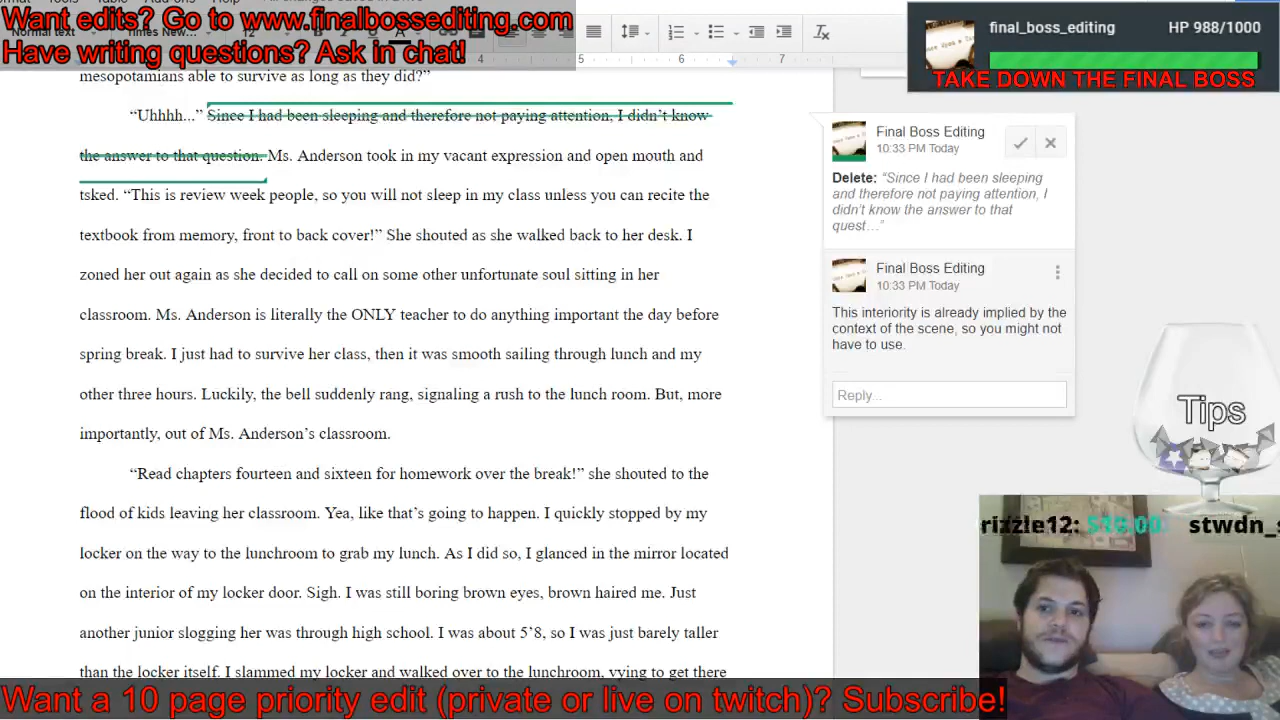 Want edits? Go to www.finalbossediting.com
Have writing questions? Ask in chat!
final_boss_editing HP 988/1000
TAKE DOWN THE FINAL BOSS
4 5 6 7
mesopotamians able to survive as long as they did?”
“Uhhhh...” Since I had been sleeping and therefore not paying attention, I didn’t know
the answer to that question. Ms. Anderson took in my vacant expression and open mouth and
tsked. “This is review week people, so you will not sleep in my class unless you can recite the
textbook from memory, front to back cover!” She shouted as she walked back to her desk. I
zoned her out again as she decided to call on some other unfortunate soul sitting in her
classroom. Ms. Anderson is literally the ONLY teacher to do anything important the day before
spring break. I just had to survive her class, then it was smooth sailing through lunch and my
other three hours. Luckily, the bell suddenly rang, signaling a rush to the lunch room. But, more
importantly, out of Ms. Anderson’s classroom.
“Read chapters fourteen and sixteen for homework over the break!” she shouted to the
flood of kids leaving her classroom. Yea, like that’s going to happen. I quickly stopped by my
locker on the way to the lunchroom to grab my lunch. As I did so, I glanced in the mirror located
on the interior of my locker door. Sigh. I was still boring brown eyes, brown haired me. Just
another junior slogging her was through high school. I was about 5’8, so I was just barely taller
than the locker itself. I slammed my locker and walked over to the lunchroom, vying to get there
Final Boss Editing
10:33 PM Today
Delete: “Since I had been sleeping
and therefore not paying attention, I
didn’t know the answer to that
quest…”
Final Boss Editing
10:33 PM Today
This interiority is already implied by the
context of the scene, so you might not
have to use.
Reply...
Tips
rizzle12: $10.00 stwdn_s
Want a 10 page priority edit (private or live on twitch)? Subscribe!